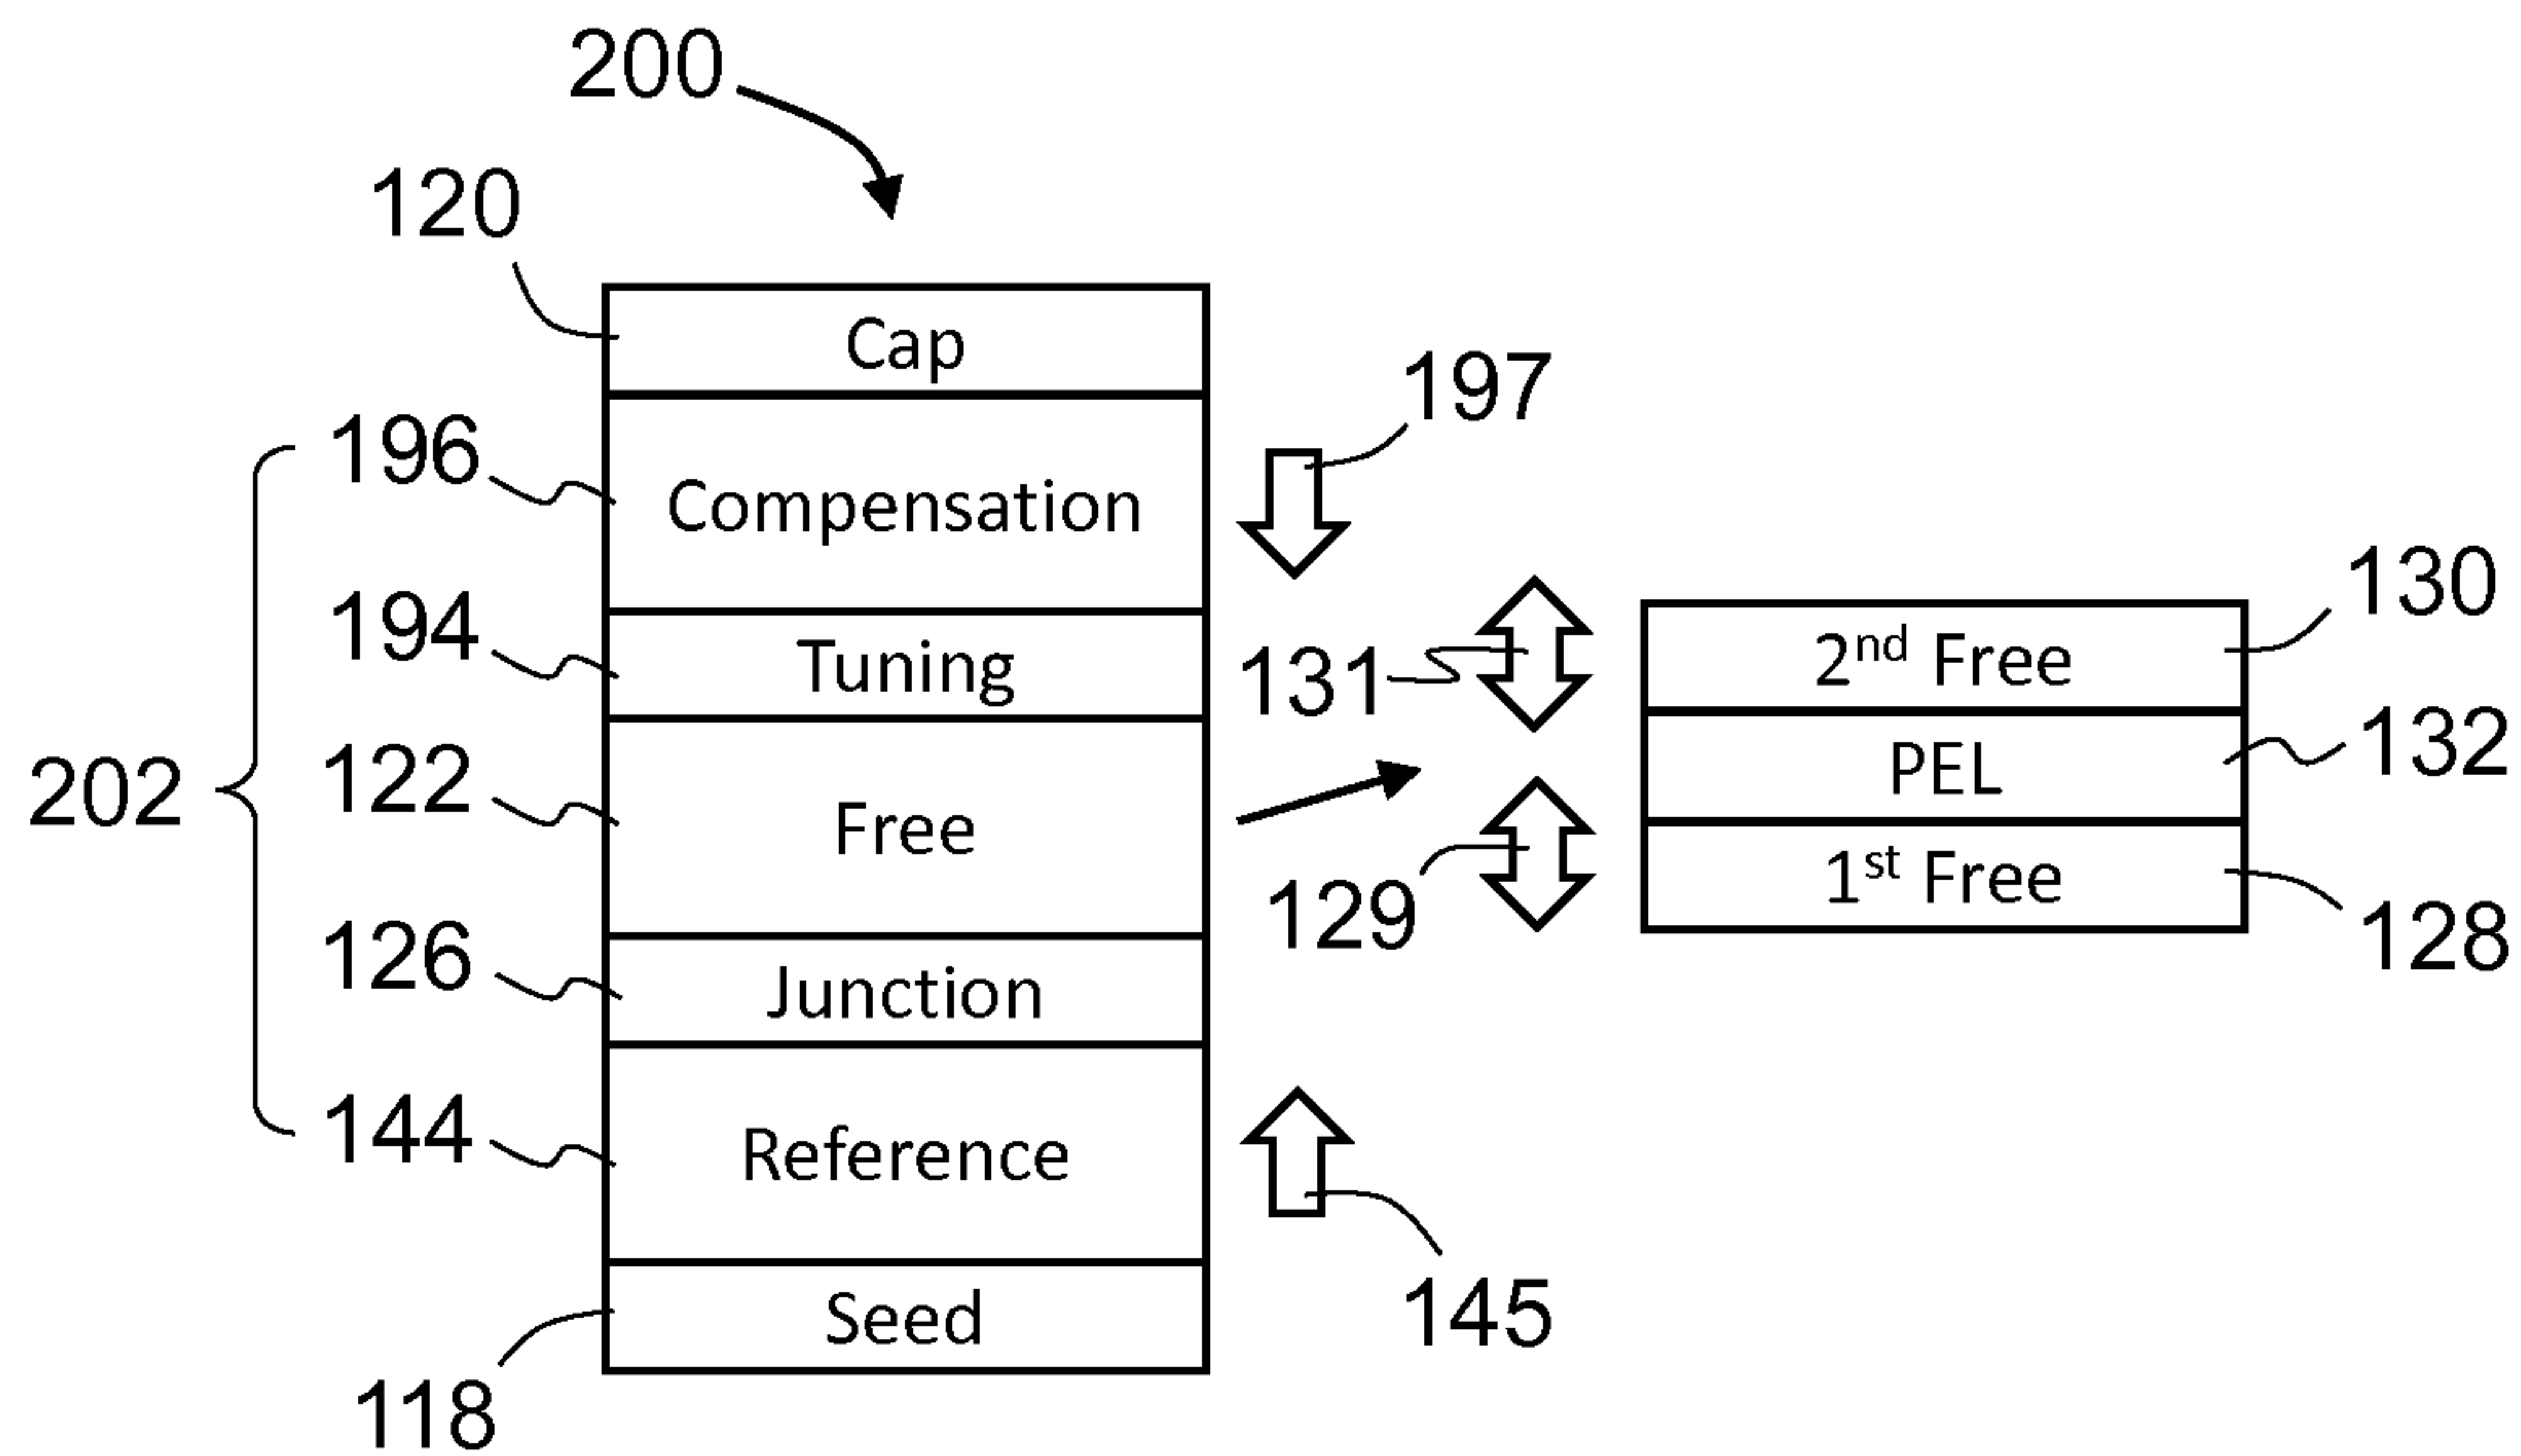 200
120
Cap
197
196
Compensation
130
194
Tuning
131
2nd Free
132
202
122
Free
PEL
129
1st Free
128
126
Junction
144
Reference
145
Seed
118